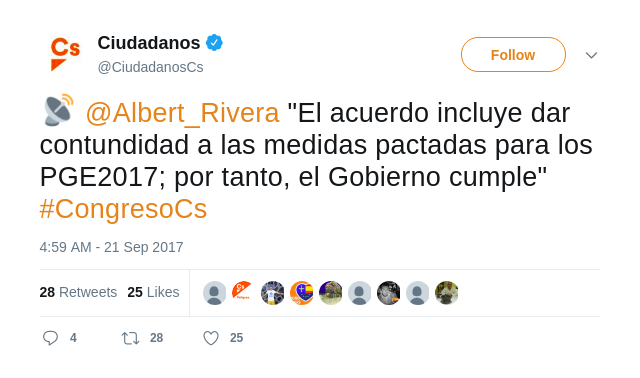 Cs
Ciudadanos
@CiudadanosCs
Follow
@Albert_Rivera "El acuerdo incluye dar
contundidad a las medidas pactadas para los
PGE2017; por tanto, el Gobierno cumple"
#CongresoCs
4:59 AM - 21 Sep 2017
28 Retweets 25 Likes
4 28 25